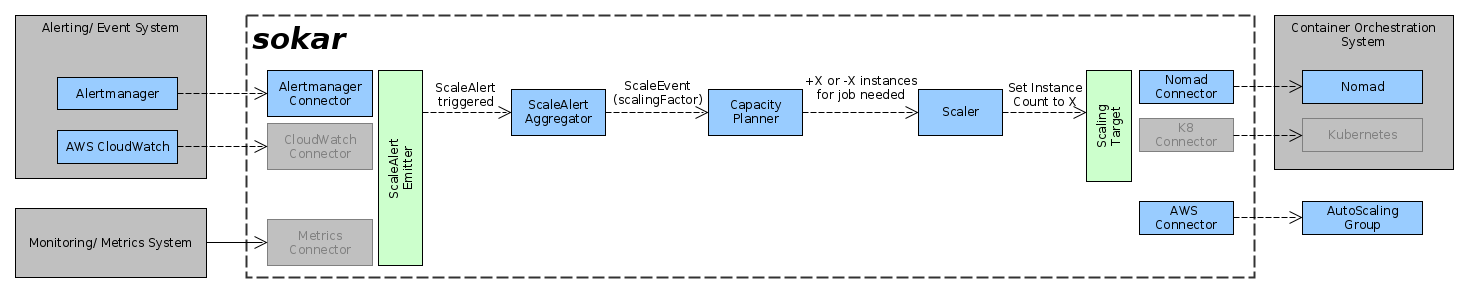 Alerting/ Event System
Alertmanager
AWS CloudWatch
Monitoring/ Metrics System
sokar
Alertmanager
Connector
CloudWatch
Connector
Metrics
Connector
ScaleAlert
Emitter
ScaleAlert
triggered
ScaleAlert
Aggregator
ScaleEvent
(scalingFactor)
Capacity
Planner
+X or -X instances
for job needed
Scaler
Set Instance
Count to X
Scaling
Target
Nomad
Connector
K8
Connector
AWS
Connector
Container Orchestration
System
Nomad
Kubernetes
AutoScaling
Group